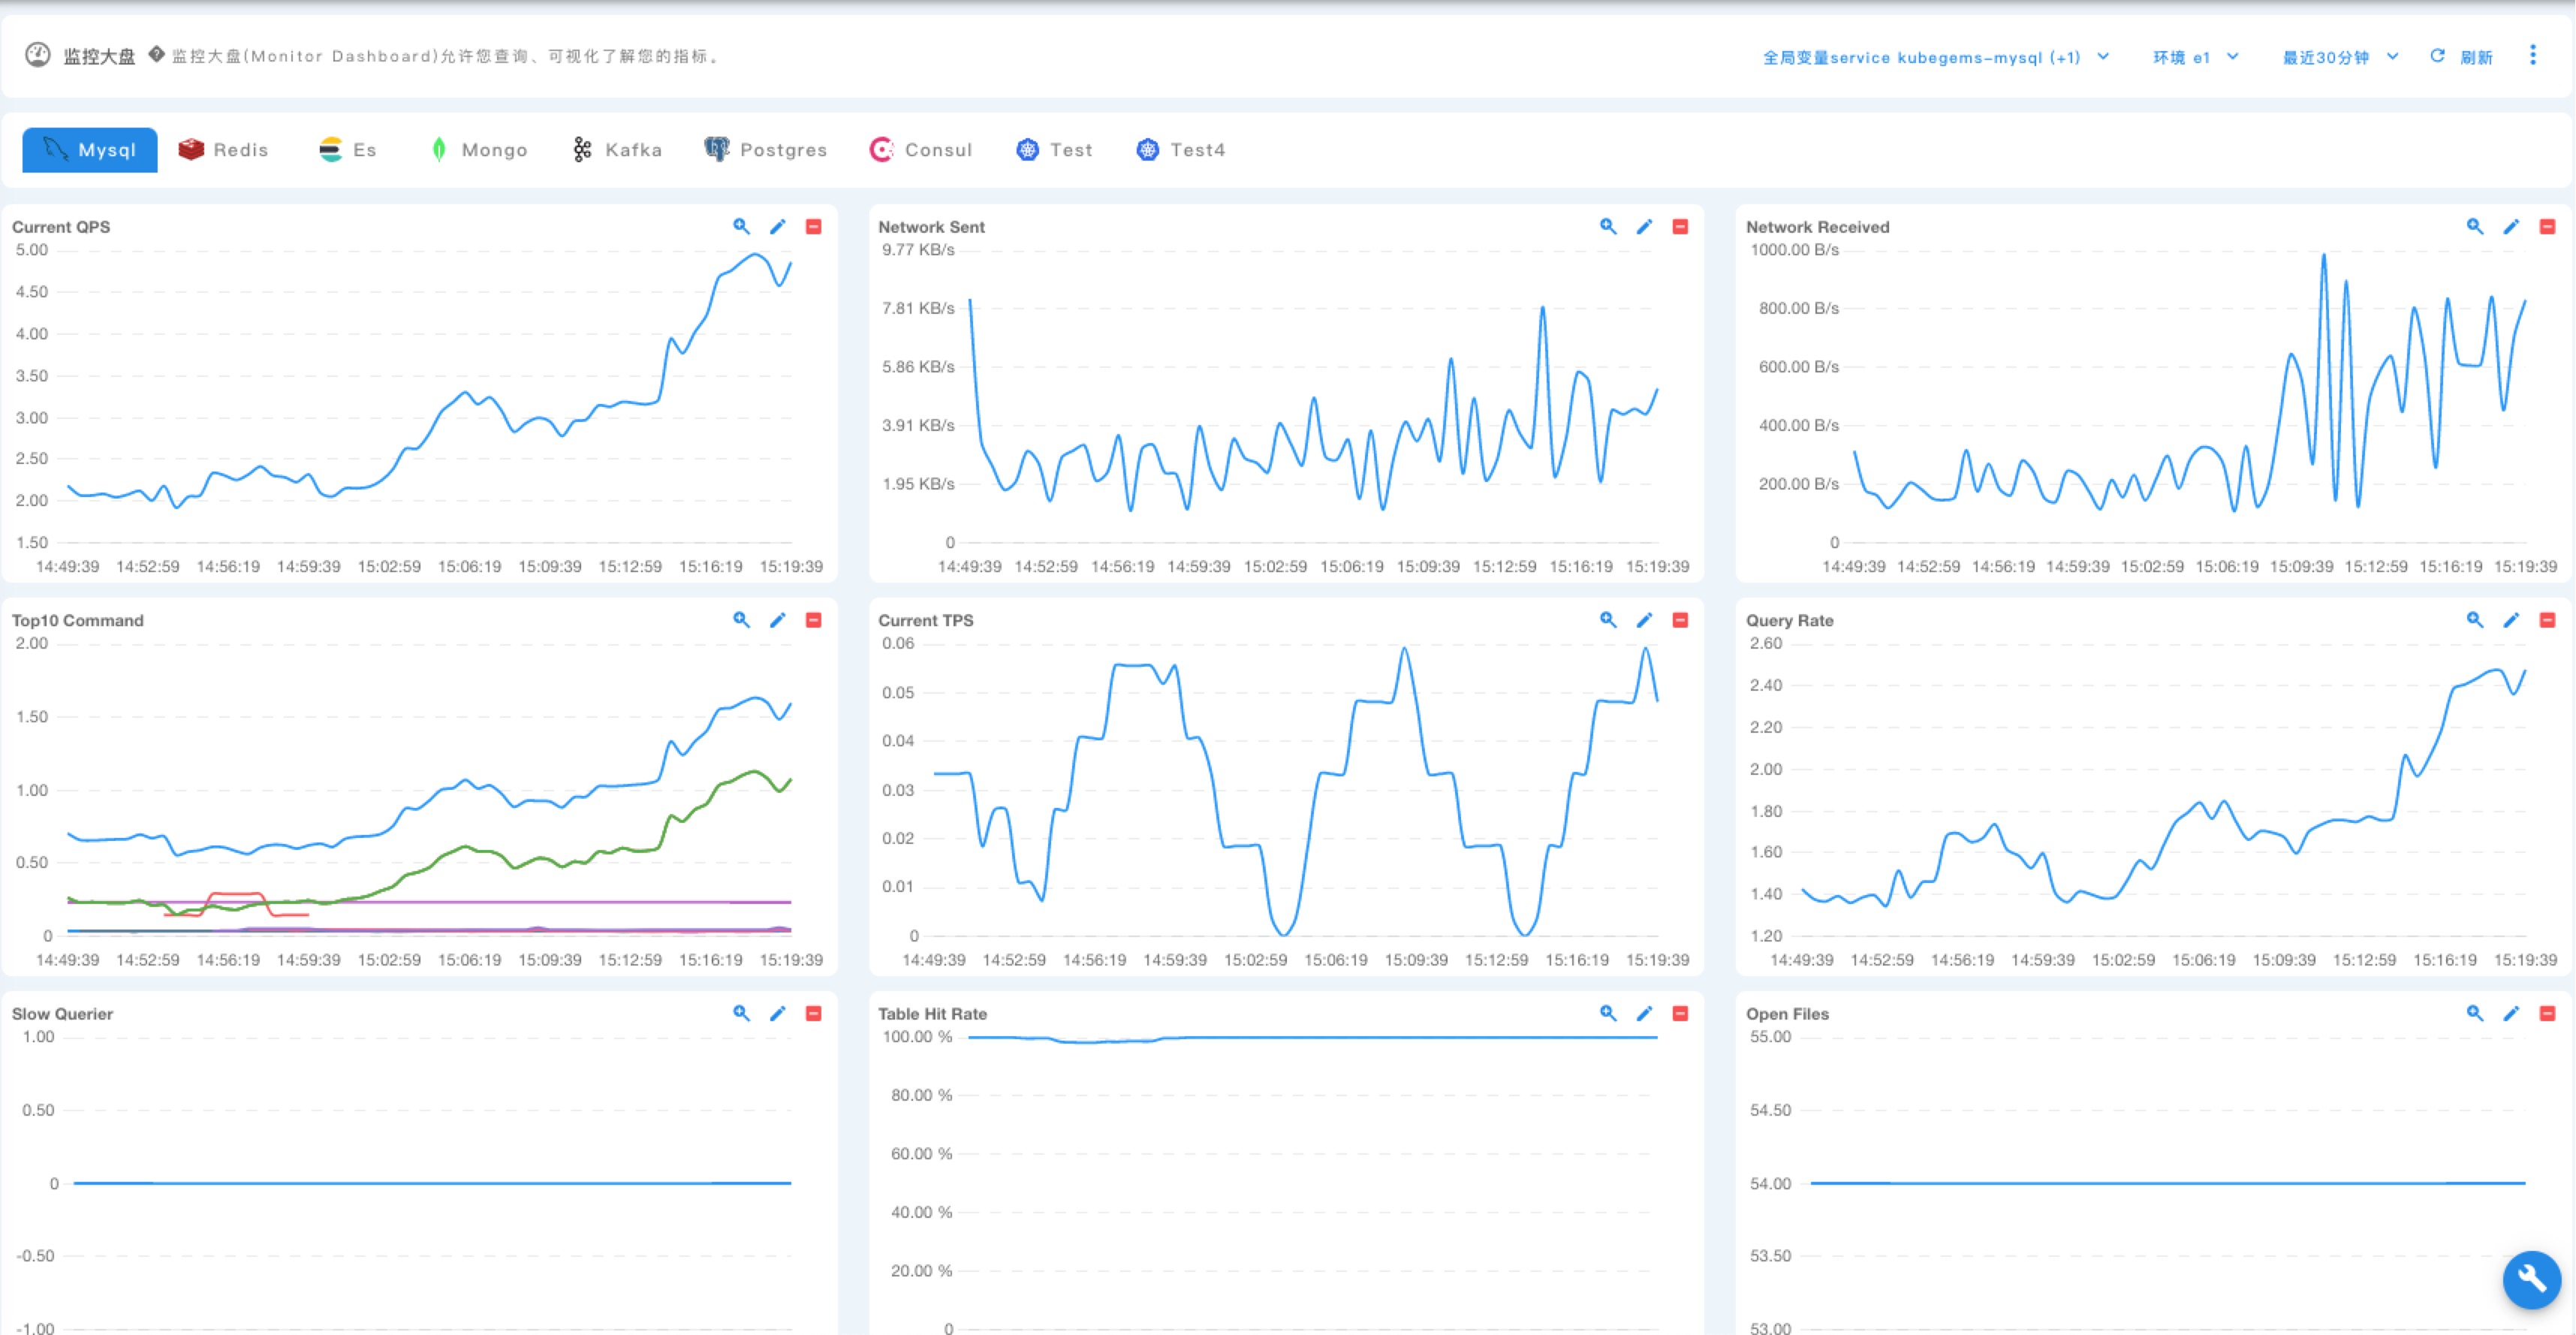 监控大盘 监控大盘(Monitor Dashboard)允许您查询、可视化了解您的指标。 全局变量service kubegems-mysql (+1) 环境 e1 最近30分钟 刷新
Mysql Redis Es Mongo Kafka Postgres Consul Test Test4
Current QPS
5.00
4.50
4.00
3.50
3.00
2.50
2.00
1.50
14:49:39 14:52:59 14:56:19 14:59:39 15:02:59 15:06:19 15:09:39 15:12:59 15:16:19 15:19:39
Network Sent
9.77 KB/s
7.81 KB/s
5.86 KB/s
3.91 KB/s
1.95 KB/s
0
14:49:39 14:52:59 14:56:19 14:59:39 15:02:59 15:06:19 15:09:39 15:12:59 15:16:19 15:19:39
Network Received
1000.00 B/s
800.00 B/s
600.00 B/s
400.00 B/s
200.00 B/s
0
14:49:39 14:52:59 14:56:19 14:59:39 15:02:59 15:06:19 15:09:39 15:12:59 15:16:19 15:19:39
Top10 Command
2.00
1.50
1.00
0.50
0
14:49:39 14:52:59 14:56:19 14:59:39 15:02:59 15:06:19 15:09:39 15:12:59 15:16:19 15:19:39
Current TPS
0.06
0.05
0.04
0.03
0.02
0.01
0
14:49:39 14:52:59 14:56:19 14:59:39 15:02:59 15:06:19 15:09:39 15:12:59 15:16:19 15:19:39
Query Rate
2.60
2.40
2.20
2.00
1.80
1.60
1.40
1.20
14:49:39 14:52:59 14:56:19 14:59:39 15:02:59 15:06:19 15:09:39 15:12:59 15:16:19 15:19:39
Slow Querier
1.00
0.50
0
-0.50
-1.00
Table Hit Rate
100.00 %
80.00 %
60.00 %
40.00 %
20.00 %
0
Open Files
55.00
54.50
54.00
53.50
53.00